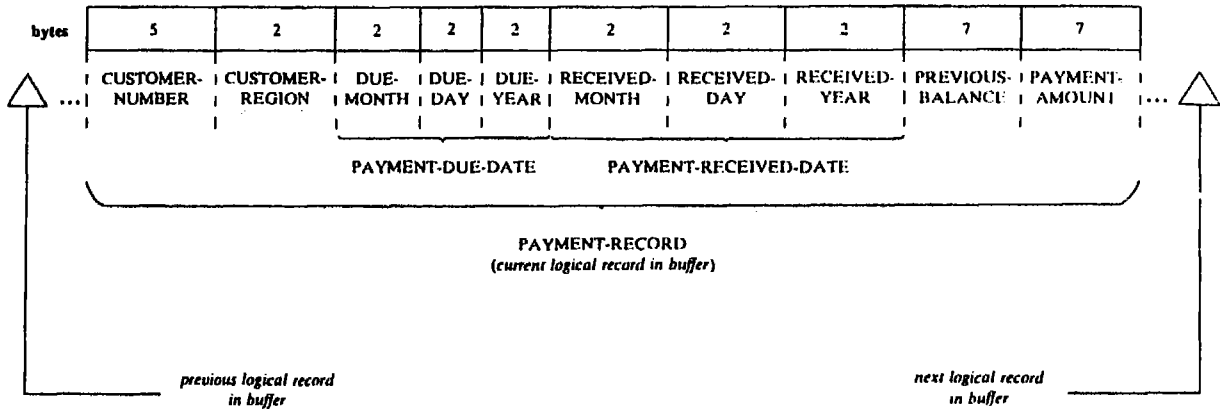 bytes 5 2 2 2 2 2 2 2 7 7
... CUSTOMER- CUSTOMER- DUE- DUE- DUE- RECEIVED- RECEIVED- RECEIVED- PREVIOUS- PAYMENT- ...
NUMBER REGION MONTH DAY YEAR MONTH DAY YEAR BALANCE AMOUNT
PAYMENT-DUE-DATE PAYMENT-RECEIVED-DATE
PAYMENT-RECORD
(current logical record in buffer)
previous logical record next logical record
in buffer in buffer